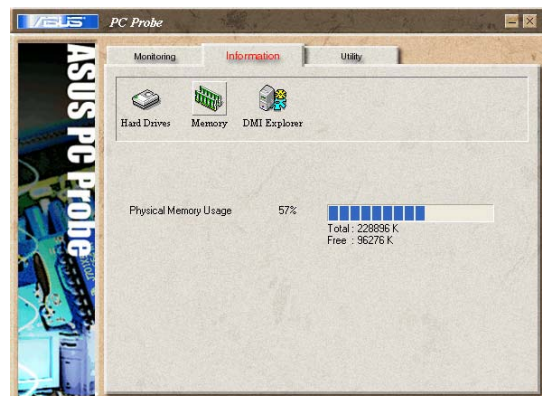 ASUS PC Probe
Monitoring Information Utility
Hard Drives Memory DMI Explorer
Physical Memory Usage 57%
Total : 228896 K
Free : 96276 K
ASUS PC Probe